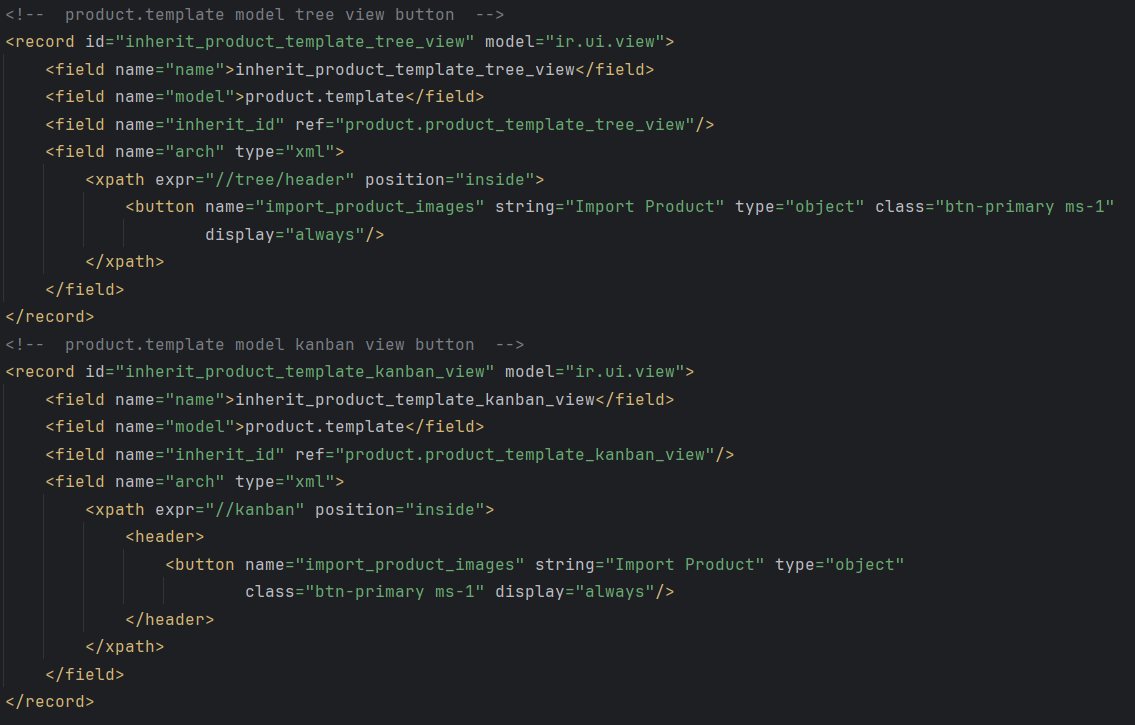 <!--  product.template model tree view button  -->
<record id="inherit_product_template_tree_view" model="ir.ui.view">
    <field name="name">inherit_product_template_tree_view</field>
    <field name="model">product.template</field>
    <field name="inherit_id" ref="product.product_template_tree_view"/>
    <field name="arch" type="xml">
        <xpath expr="//tree/header" position="inside">
            <button name="import_product_images" string="Import Product" type="object" class="btn-primary ms-1"
                    display="always"/>
        </xpath>
    </field>
</record>
<!--  product.template model kanban view button  -->
<record id="inherit_product_template_kanban_view" model="ir.ui.view">
    <field name="name">inherit_product_template_kanban_view</field>
    <field name="model">product.template</field>
    <field name="inherit_id" ref="product.product_template_kanban_view"/>
    <field name="arch" type="xml">
        <xpath expr="//kanban" position="inside">
            <header>
                <button name="import_product_images" string="Import Product" type="object"
                        class="btn-primary ms-1" display="always"/>
            </header>
        </xpath>
    </field>
</record>